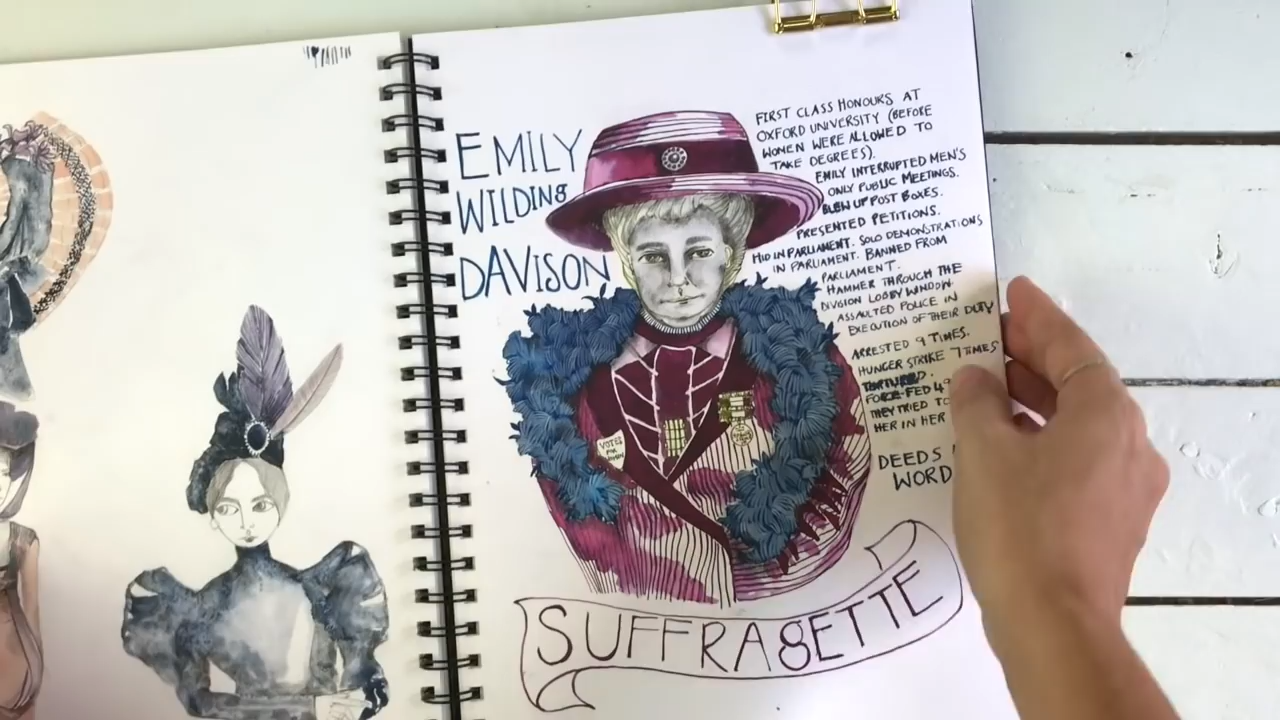 EMILY
WILDING
DAVISON
FIRST CLASS HONOURS AT
OXFORD UNIVERSITY (BEFORE
WOMEN WERE ALLOWED TO
TAKE DEGREES).
EMILY INTERRUPTED MEN'S
ONLY PUBLIC MEETINGS.
BLEW UP POST BOXES.
PRESENTED PETITIONS.
HID IN PARLIAMENT. SOLO DEMONSTRATIONS
IN PARLIAMENT. BANNED FROM
PARLIAMENT.
HAMMER THROUGH THE
DIVISION LOBBY WINDOW.
ASSAULTED POLICE IN
EXECUTION OF THEIR DUTY
ARRESTED 9 TIMES.
HUNGER STRIKE 7 TIMES
TORTURED.
FORCE-FED 49
THEY TRIED TO
HER IN HER
DEEDS
WORD
VOTES
FOR
WOMEN
SUFFRAGETTE